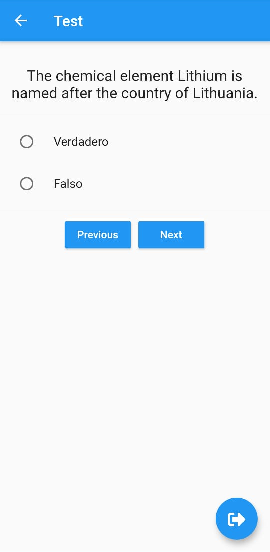 Test
The chemical element Lithium is
named after the country of Lithuania.
Verdadero
Falso
Previous
Next